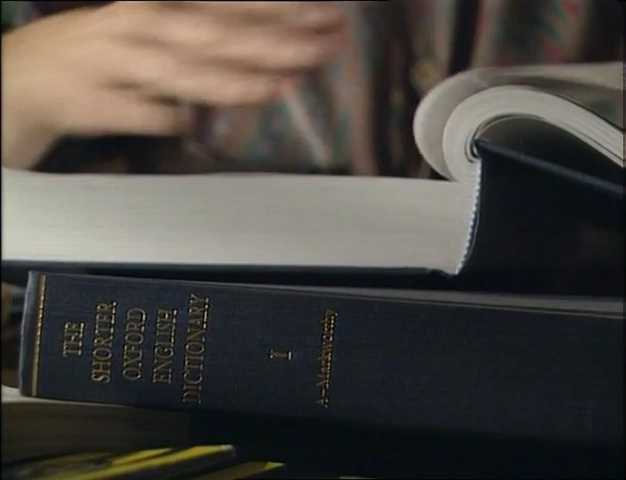 THE
SHORTER
OXFORD
ENGLISH
DICTIONARY
I
A–Markworthy